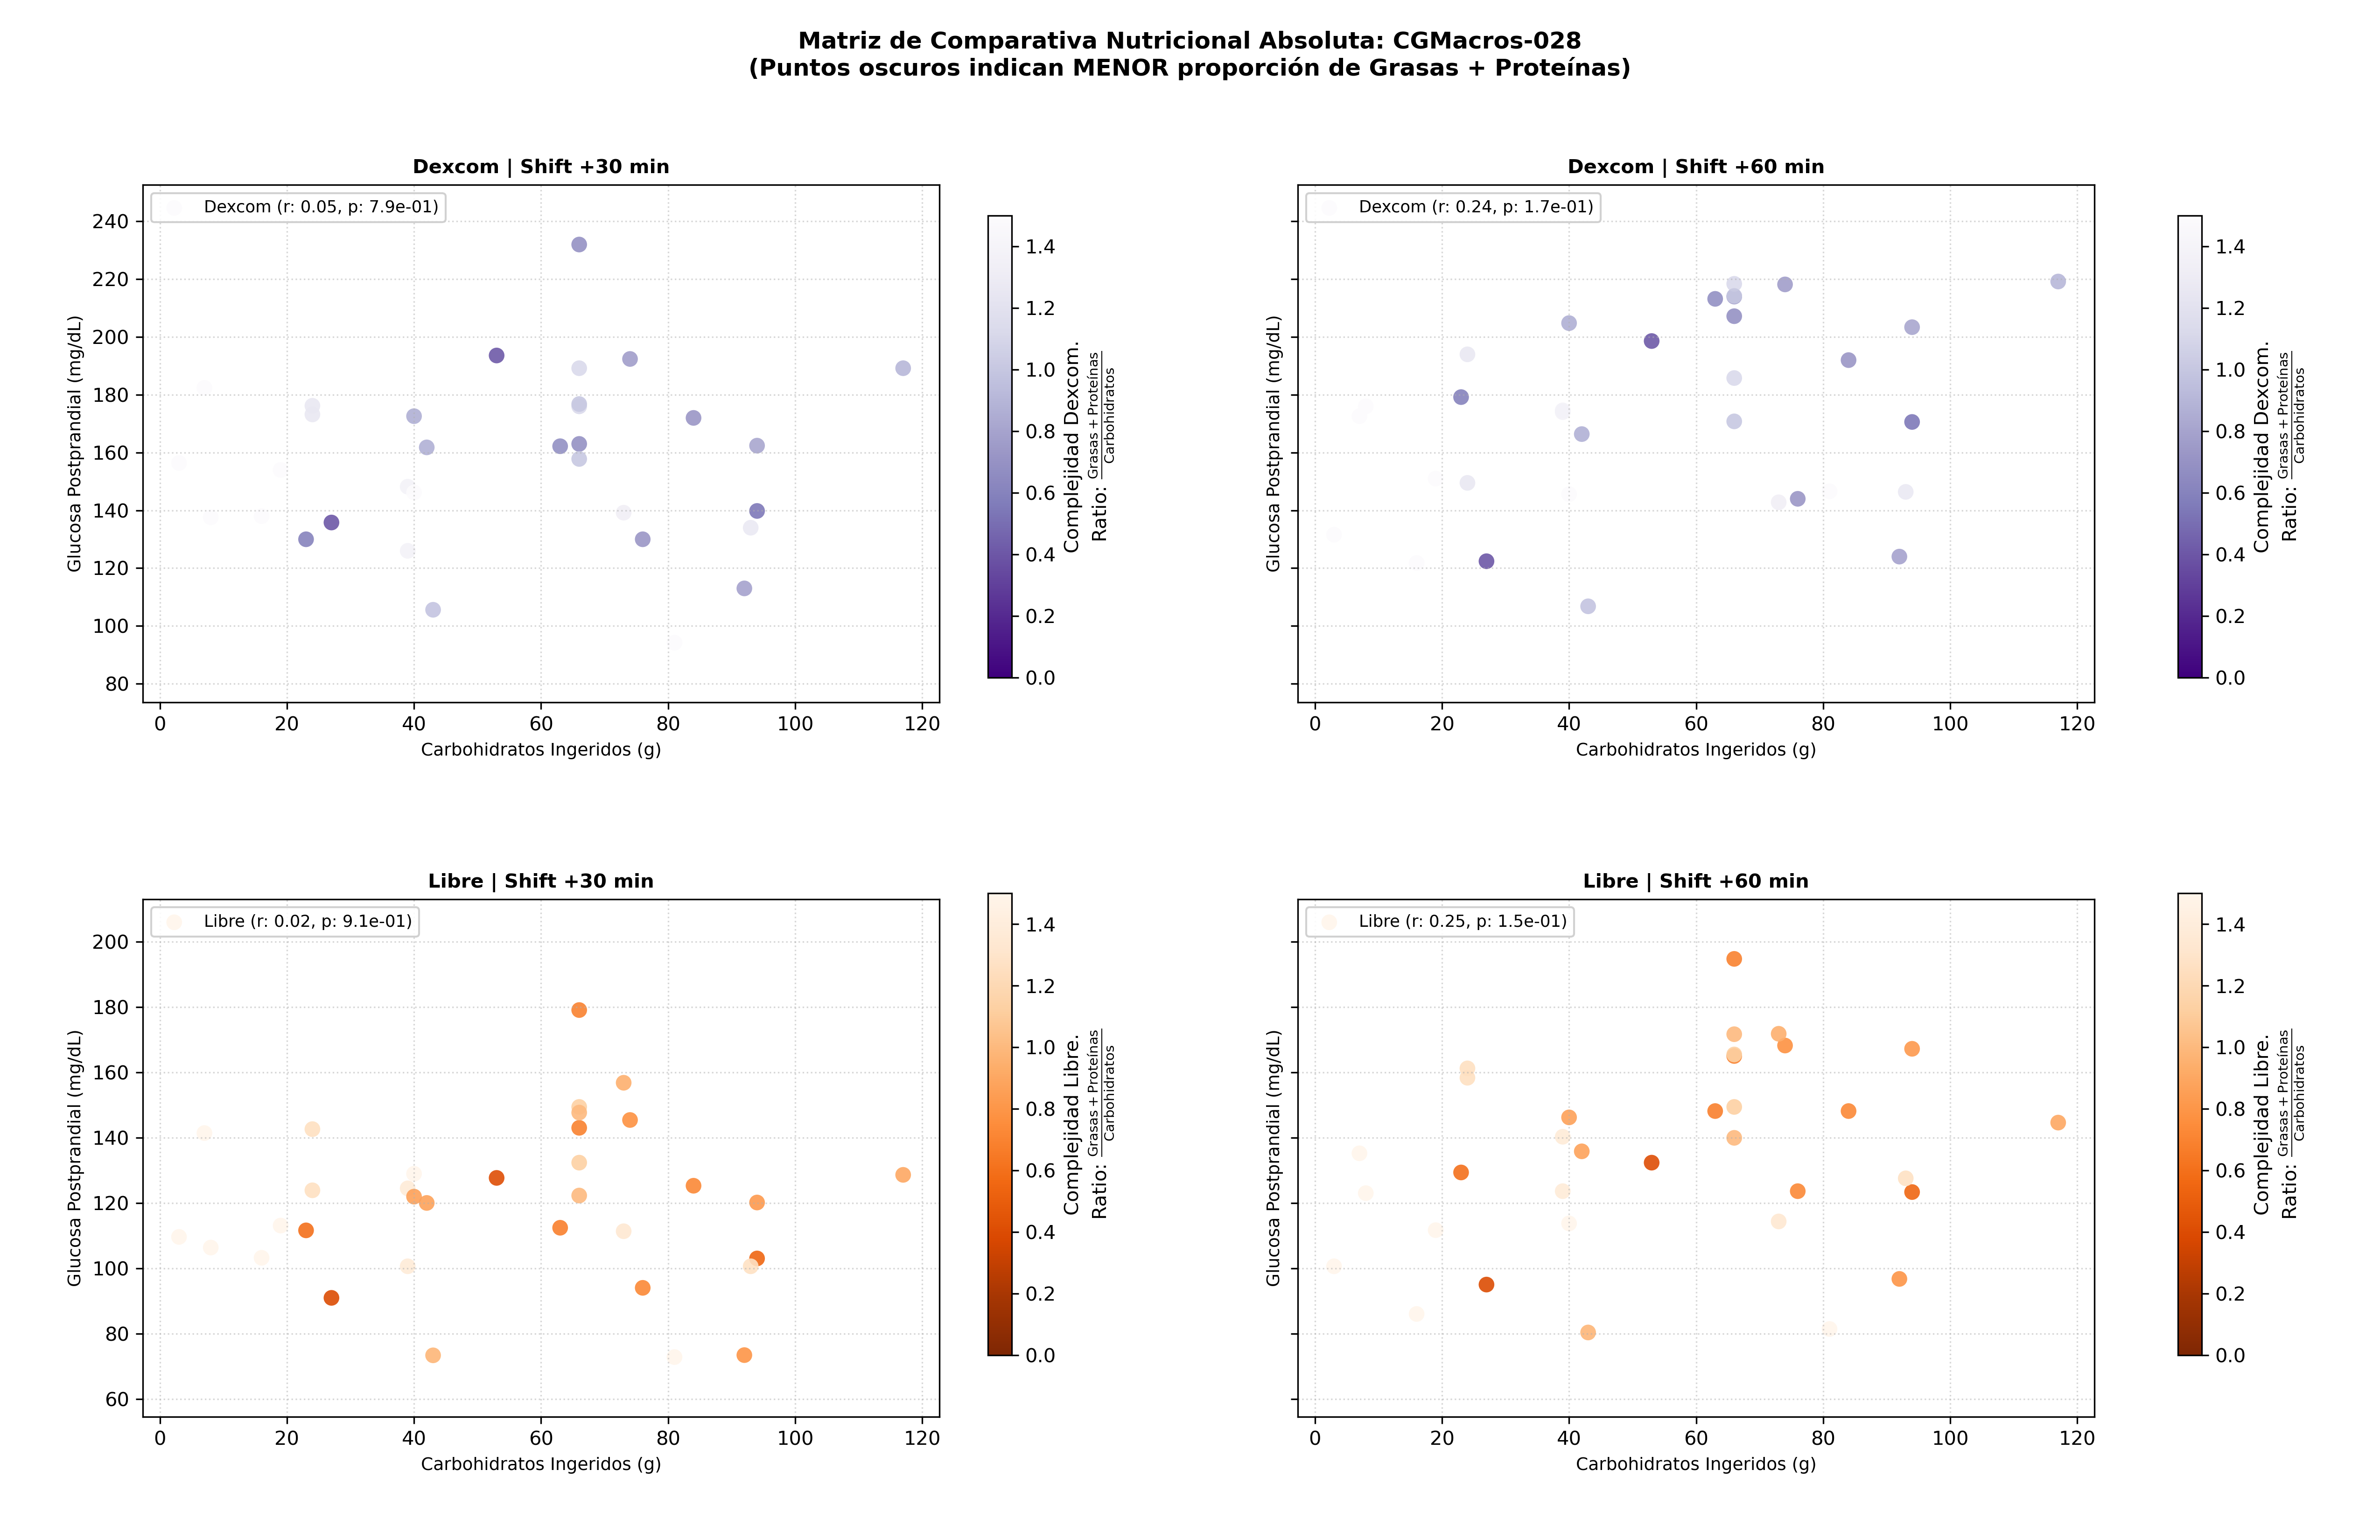 Matriz de Comparativa Nutricional Absoluta: CGMacros-028
(Puntos oscuros indican MENOR proporción de Grasas + Proteínas)
Dexcom | Shift +30 min
Dexcom (r: 0.05, p: 7.9e-01)
Glucosa Postprandial (mg/dL)
240
220
200
180
160
140
120
100
80
0 20 40 60 80 100 120
Carbohidratos Ingeridos (g)
1.4
1.2
1.0
0.8
0.6
0.4
0.2
0.0
Complejidad Dexcom.
Ratio: Grasas + Proteínas
Carbohidratos
Dexcom | Shift +60 min
Dexcom (r: 0.24, p: 1.7e-01)
Glucosa Postprandial (mg/dL)
0 20 40 60 80 100 120
Carbohidratos Ingeridos (g)
1.4
1.2
1.0
0.8
0.6
0.4
0.2
0.0
Complejidad Dexcom.
Ratio: Grasas + Proteínas
Carbohidratos
Libre | Shift +30 min
Libre (r: 0.02, p: 9.1e-01)
Glucosa Postprandial (mg/dL)
200
180
160
140
120
100
80
60
0 20 40 60 80 100 120
Carbohidratos Ingeridos (g)
1.4
1.2
1.0
0.8
0.6
0.4
0.2
0.0
Complejidad Libre.
Ratio: Grasas + Proteínas
Carbohidratos
Libre | Shift +60 min
Libre (r: 0.25, p: 1.5e-01)
Glucosa Postprandial (mg/dL)
0 20 40 60 80 100 120
Carbohidratos Ingeridos (g)
1.4
1.2
1.0
0.8
0.6
0.4
0.2
0.0
Complejidad Libre.
Ratio: Grasas + Proteínas
Carbohidratos